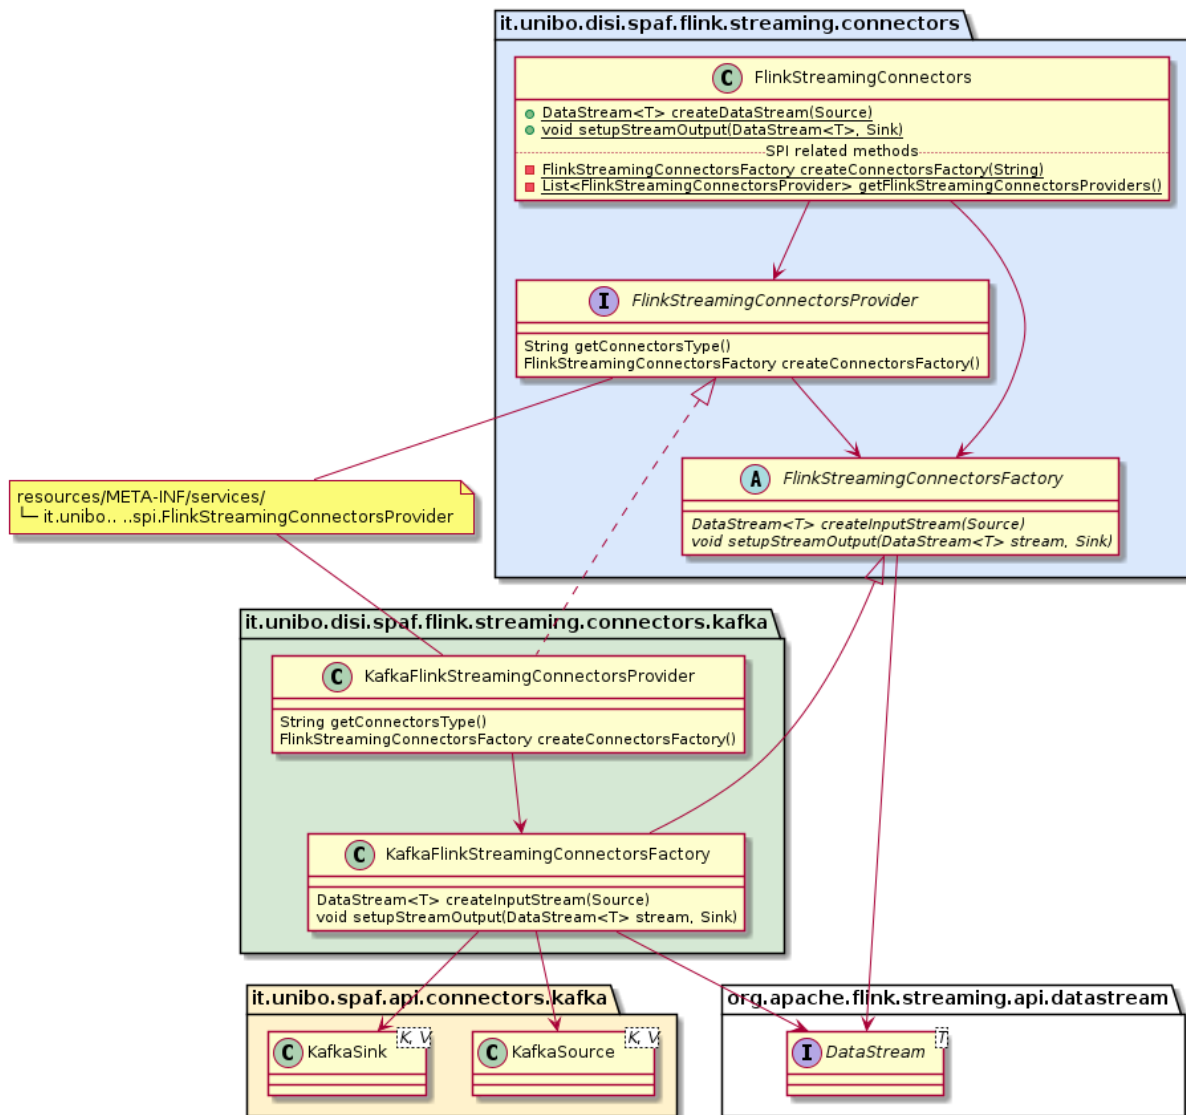 it.unibo.disi.spaf.flink.streaming.connectors
C FlinkStreamingConnectors
DataStream<T> createDataStream(Source)
void setupStreamOutput(DataStream<T>, Sink)
SPI related methods
FlinkStreamingConnectorsFactory createConnectorsFactory(String)
List<FlinkStreamingConnectorsProvider> getFlinkStreamingConnectorsProviders()
I FlinkStreamingConnectorsProvider
String getConnectorsType()
FlinkStreamingConnectorsFactory createConnectorsFactory()
A FlinkStreamingConnectorsFactory
DataStream<T> createInputStream(Source)
void setupStreamOutput(DataStream<T> stream, Sink)
resources/META-INF/services/
└─ it.unibo.. ..spi.FlinkStreamingConnectorsProvider
it.unibo.disi.spaf.flink.streaming.connectors.kafka
C KafkaFlinkStreamingConnectorsProvider
String getConnectorsType()
FlinkStreamingConnectorsFactory createConnectorsFactory()
C KafkaFlinkStreamingConnectorsFactory
DataStream<T> createInputStream(Source)
void setupStreamOutput(DataStream<T> stream, Sink)
it.unibo.spaf.api.connectors.kafka
C KafkaSink K, V
C KafkaSource K, V
org.apache.flink.streaming.api.datastream
I DataStream T